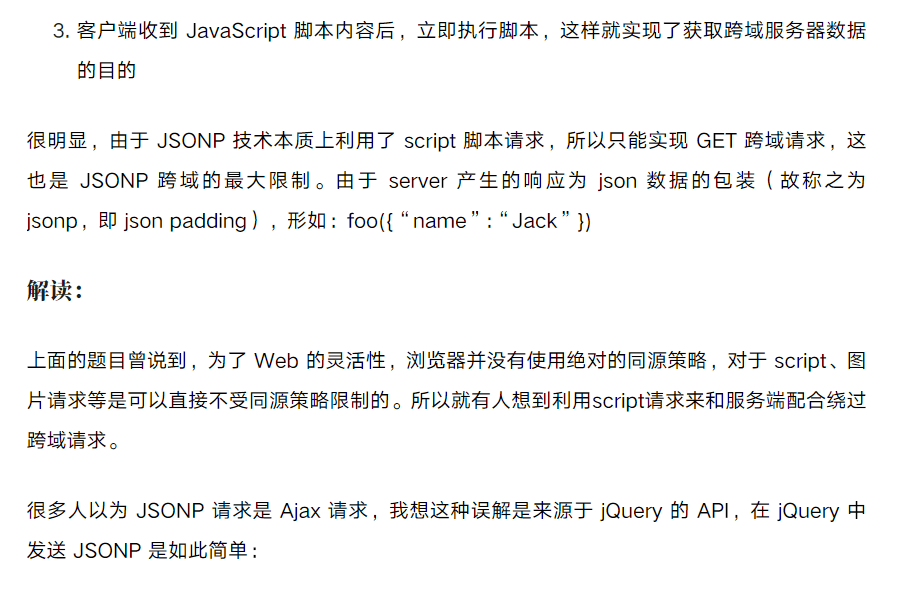 3. 客户端收到 JavaScript 脚本内容后，立即执行脚本，这样就实现了获取跨域服务器数据
的目的
很明显，由于 JSONP 技术本质上利用了 script 脚本请求，所以只能实现 GET 跨域请求，这
也是 JSONP 跨域的最大限制。由于 server 产生的响应为 json 数据的包装（故称之为
jsonp，即 json padding），形如：foo({“name”:“Jack”})
解读：
上面的题目曾说到，为了 Web 的灵活性，浏览器并没有使用绝对的同源策略，对于 script、图
片请求等是可以直接不受同源策略限制的。所以就有人想到利用script请求来和服务端配合绕过
跨域请求。
很多人以为 JSONP 请求是 Ajax 请求，我想这种误解是来源于 jQuery 的 API，在 jQuery 中
发送 JSONP 是如此简单：